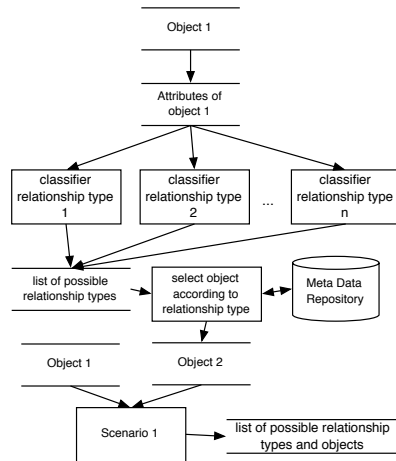 Object 1
Attributes of
object 1
classifier
relationship type
1
classifier
relationship type
2
...
classifier
relationship type
n
list of possible
relationship types
select object
according to
relationship type
Meta Data
Repository
Object 1
Object 2
Scenario 1
list of possible relationship
types and objects